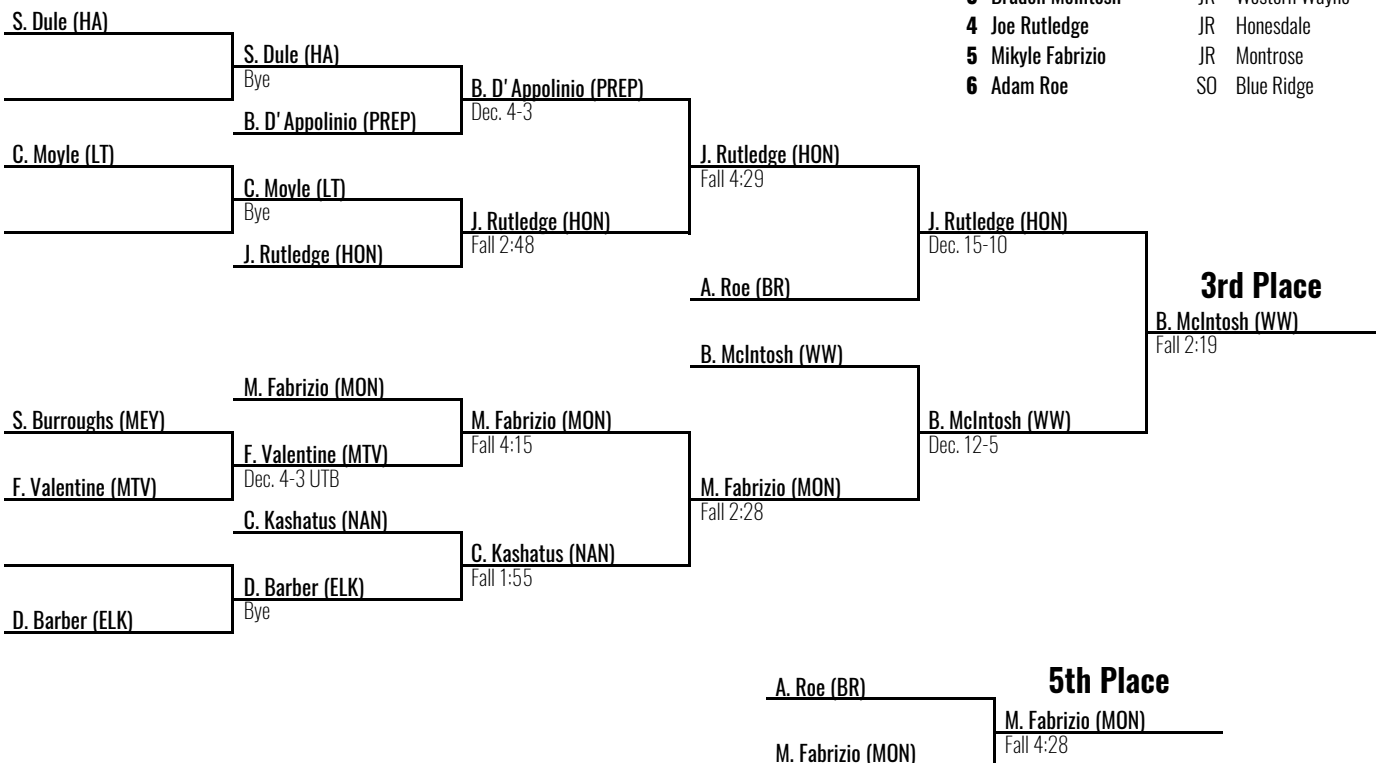 S. Dule (HA)
S. Dule (HA)
Bye
B. D'Appolinio (PREP)
B. D'Appolinio (PREP)
Dec. 4-3
C. Moyle (LT)
C. Moyle (LT)
Bye
J. Rutledge (HON)
J. Rutledge (HON)
Fall 2:48
J. Rutledge (HON)
Fall 4:29
A. Roe (BR)
J. Rutledge (HON)
Dec. 15-10
B. McIntosh (WW)
M. Fabrizio (MON)
S. Burroughs (MEY)
F. Valentine (MTV)
F. Valentine (MTV)
Dec. 4-3 UTB
M. Fabrizio (MON)
Fall 4:15
C. Kashatus (NAN)
D. Barber (ELK)
D. Barber (ELK)
Bye
C. Kashatus (NAN)
Fall 1:55
M. Fabrizio (MON)
Fall 2:28
B. McIntosh (WW)
Dec. 12-5
3rd Place
B. McIntosh (WW)
Fall 2:19
5th Place
A. Roe (BR)
M. Fabrizio (MON)
M. Fabrizio (MON)
Fall 4:28
3 Braden McIntosh JR Western Wayne
4 Joe Rutledge JR Honesdale
5 Mikyle Fabrizio JR Montrose
6 Adam Roe SO Blue Ridge